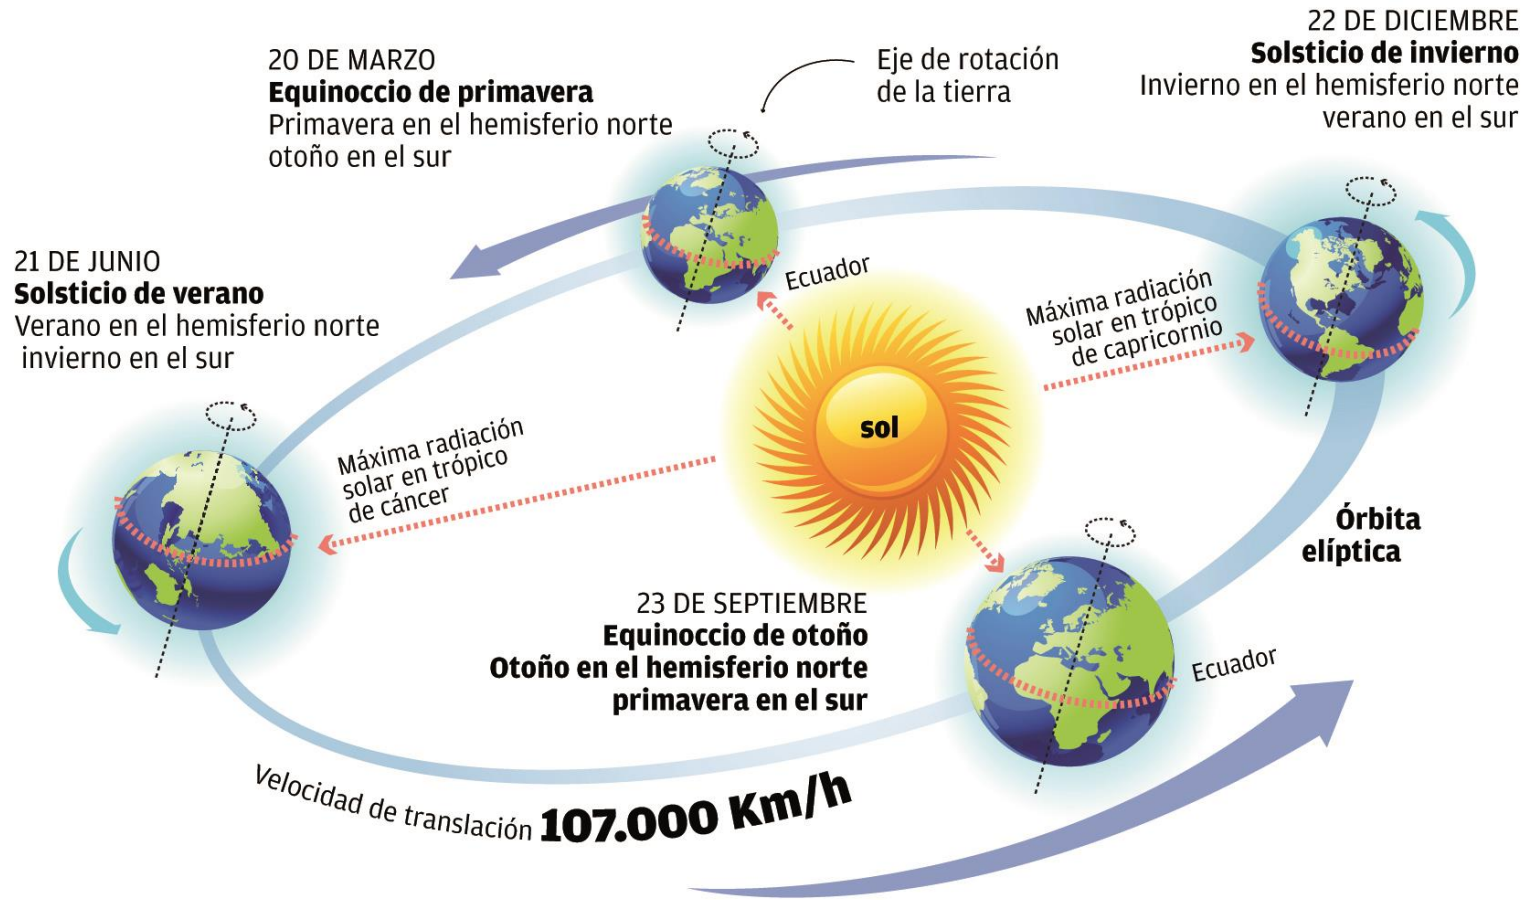 20 DE MARZO
Equinoccio de primavera
Primavera en el hemisferio norte
otoño en el sur
Eje de rotación
de la tierra
22 DE DICIEMBRE
Solsticio de invierno
Invierno en el hemisferio norte
verano en el sur
21 DE JUNIO
Solsticio de verano
Verano en el hemisferio norte
invierno en el sur
Ecuador
Máxima radiación
solar en trópico
de capricornio
sol
Máxima radiación
solar en trópico
de cáncer
Órbita
elíptica
23 DE SEPTIEMBRE
Equinoccio de otoño
Otoño en el hemisferio norte
primavera en el sur
Ecuador
Velocidad de translación 107.000 Km/h